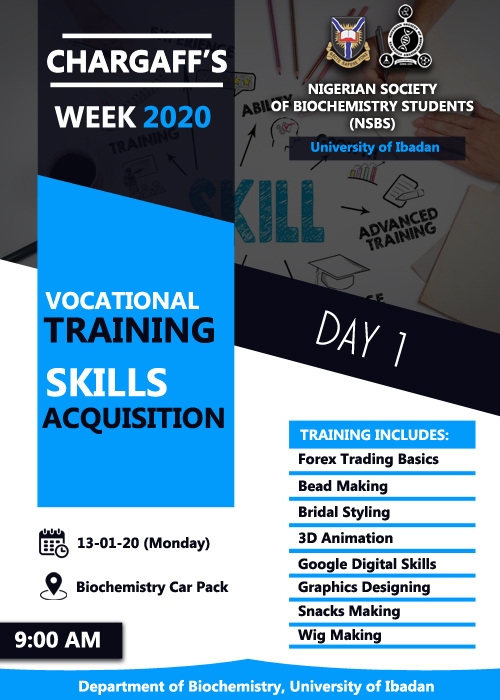 CHARGAFF'S
WEEK 2020
NIGERIAN SOCIETY
OF BIOCHEMISTRY STUDENTS
(NSBS)
University of Ibadan
ABILITY
TRAINING
SKILL
ADVANCED
TRAINING
VOCATIONAL
TRAINING
SKILLS
ACQUISITION
DAY 1
TRAINING INCLUDES:
Forex Trading Basics
Bead Making
Bridal Styling
3D Animation
Google Digital Skills
Graphics Designing
Snacks Making
Wig Making
13-01-20 (Monday)
Biochemistry Car Pack
9:00 AM
Department of Biochemistry, University of Ibadan